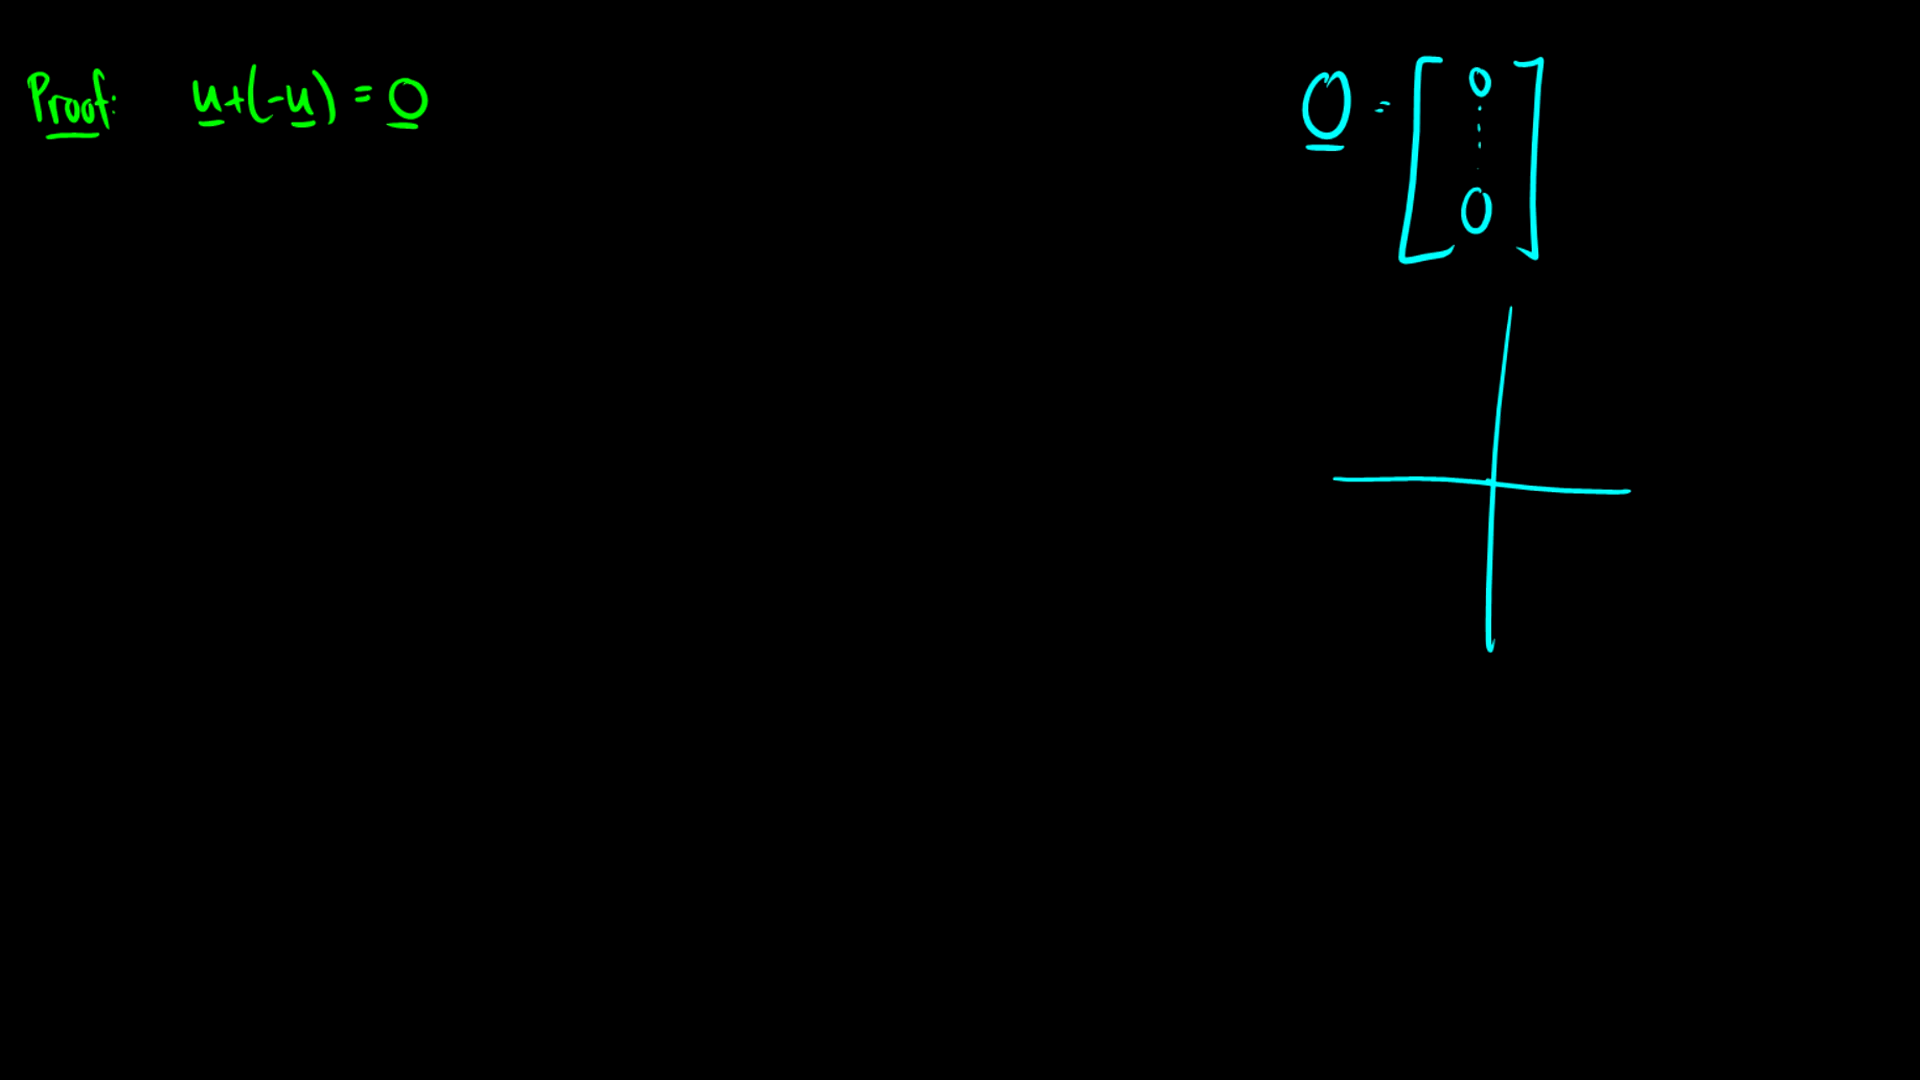 Proof: u+(-u) = 0
0 = [0
⋮
0]